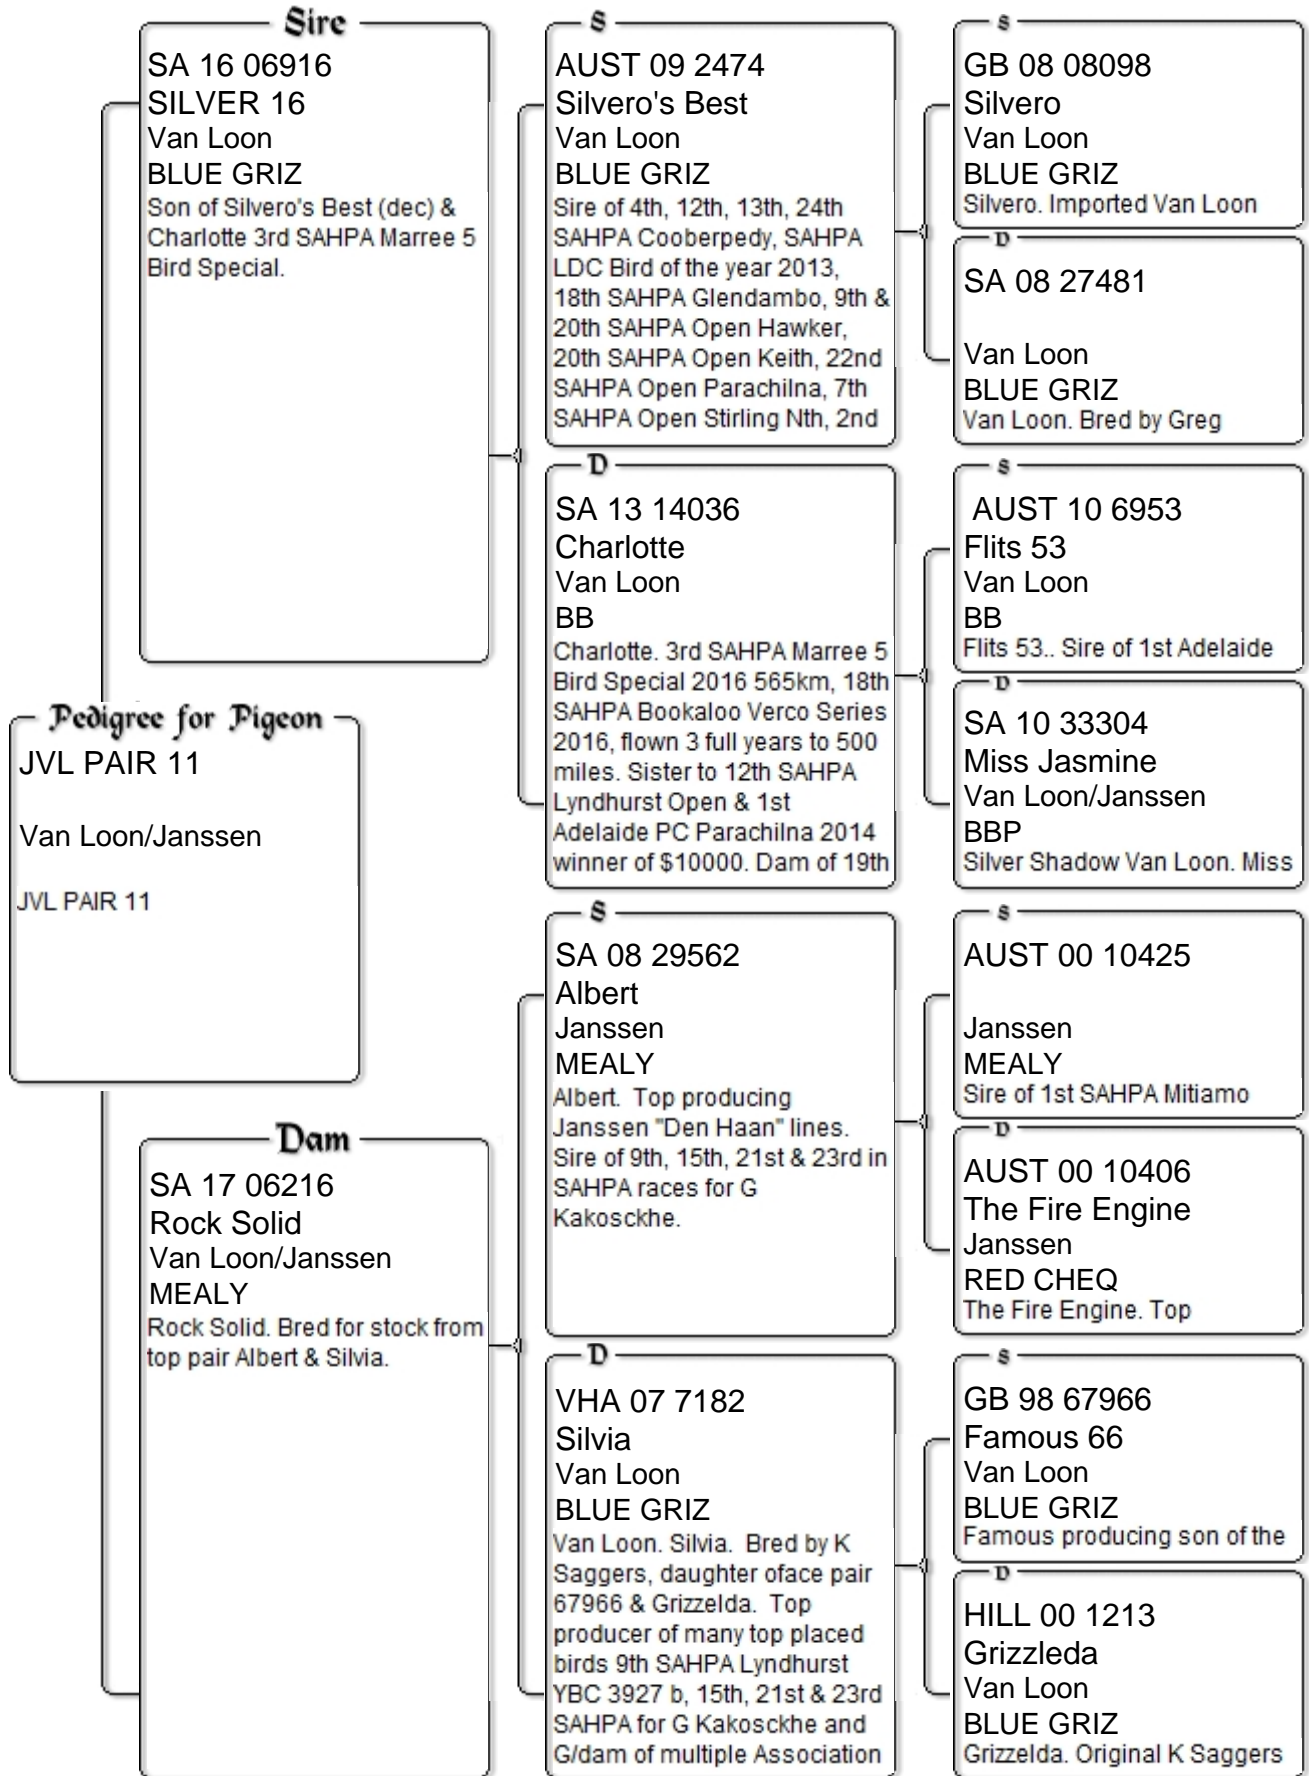 Sire
SA 16 06916
SILVER 16
Van Loon
BLUE GRIZ
Son of Silvero's Best (dec) &
Charlotte 3rd SAHPA Marree 5
Bird Special.
Pedigree for Pigeon
JVL PAIR 11
Van Loon/Janssen
JVL PAIR 11
Dam
SA 17 06216
Rock Solid
Van Loon/Janssen
MEALY
Rock Solid. Bred for stock from
top pair Albert & Silvia.
S
AUST 09 2474
Silvero's Best
Van Loon
BLUE GRIZ
Sire of 4th, 12th, 13th, 24th
SAHPA Cooberpedy, SAHPA
LDC Bird of the year 2013,
18th SAHPA Glendambo, 9th &
20th SAHPA Open Hawker,
20th SAHPA Open Keith, 22nd
SAHPA Open Parachilna, 7th
SAHPA Open Stirling Nth, 2nd
D
SA 13 14036
Charlotte
Van Loon
BB
Charlotte. 3rd SAHPA Marree 5
Bird Special 2016 565km, 18th
SAHPA Bookaloo Verco Series
2016, flown 3 full years to 500
miles. Sister to 12th SAHPA
Lyndhurst Open & 1st
Adelaide PC Parachilna 2014
winner of $10000. Dam of 19th
S
SA 08 29562
Albert
Janssen
MEALY
Albert. Top producing
Janssen "Den Haan" lines.
Sire of 9th, 15th, 21st & 23rd in
SAHPA races for G
Kakosckhe.
D
VHA 07 7182
Silvia
Van Loon
BLUE GRIZ
Van Loon. Silvia. Bred by K
Saggers, daughter oface pair
67966 & Grizzelda. Top
producer of many top placed
birds 9th SAHPA Lyndhurst
YBC 3927 b, 15th, 21st & 23rd
SAHPA for G Kakosckhe and
G/dam of multiple Association
S
GB 08 08098
Silvero
Van Loon
BLUE GRIZ
Silvero. Imported Van Loon
D
SA 08 27481
Van Loon
BLUE GRIZ
Van Loon. Bred by Greg
S
AUST 10 6953
Flits 53
Van Loon
BB
Flits 53.. Sire of 1st Adelaide
D
SA 10 33304
Miss Jasmine
Van Loon/Janssen
BBP
Silver Shadow Van Loon. Miss
S
AUST 00 10425
Janssen
MEALY
Sire of 1st SAHPA Mitiamo
D
AUST 00 10406
The Fire Engine
Janssen
RED CHEQ
The Fire Engine. Top
S
GB 98 67966
Famous 66
Van Loon
BLUE GRIZ
Famous producing son of the
D
HILL 00 1213
Grizzleda
Van Loon
BLUE GRIZ
Grizzelda. Original K Saggers